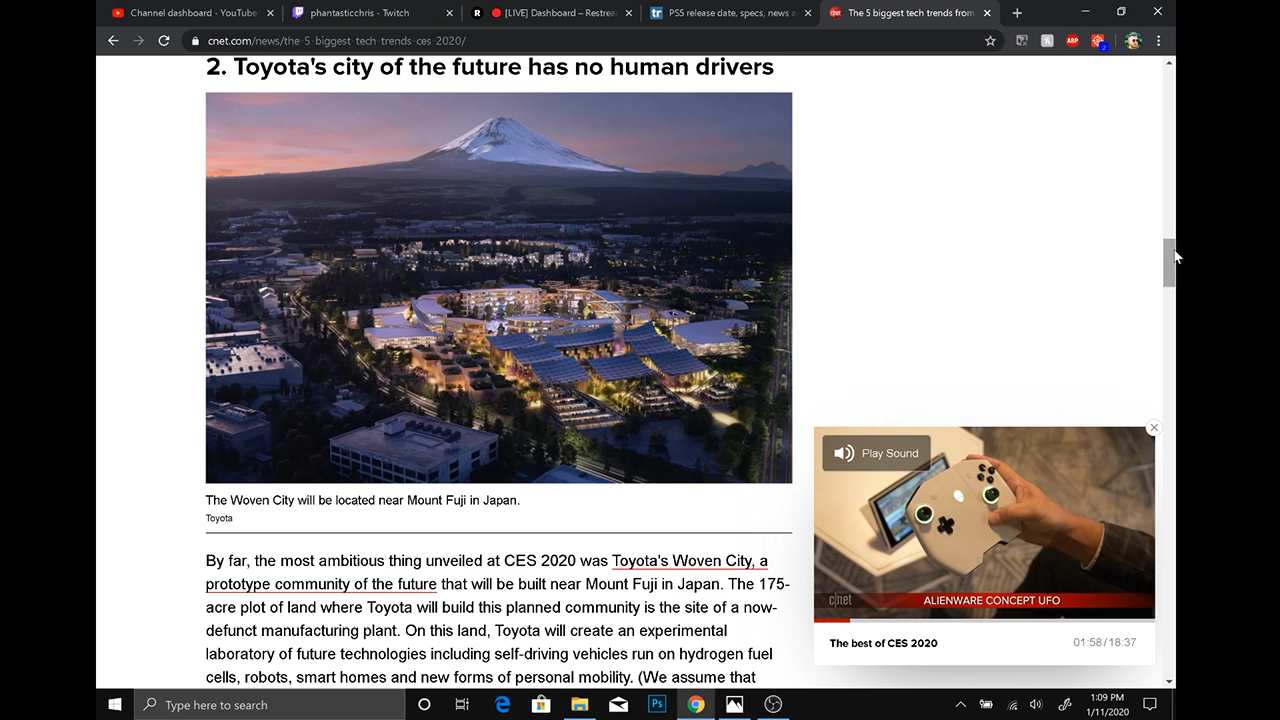 Channel dashboard - YouTube
phantasticchris - Twitch
[LIVE] Dashboard – Restrea
PS5 release date, specs, news a
The 5 biggest tech trends from
cnet.com/news/the-5-biggest-tech-trends-ces-2020/
ABP
2. Toyota's city of the future has no human drivers
The Woven City will be located near Mount Fuji in Japan.
Toyota
By far, the most ambitious thing unveiled at CES 2020 was Toyota's Woven City, a
prototype community of the future that will be built near Mount Fuji in Japan. The 175-
acre plot of land where Toyota will build this planned community is the site of a now-
defunct manufacturing plant. On this land, Toyota will create an experimental
laboratory of future technologies including self-driving vehicles run on hydrogen fuel
cells, robots, smart homes and new forms of personal mobility. (We assume that
Play Sound
c|net
ALIENWARE CONCEPT UFO
The best of CES 2020
01:58/18:37
Type here to search
Ps
1:09 PM
1/11/2020